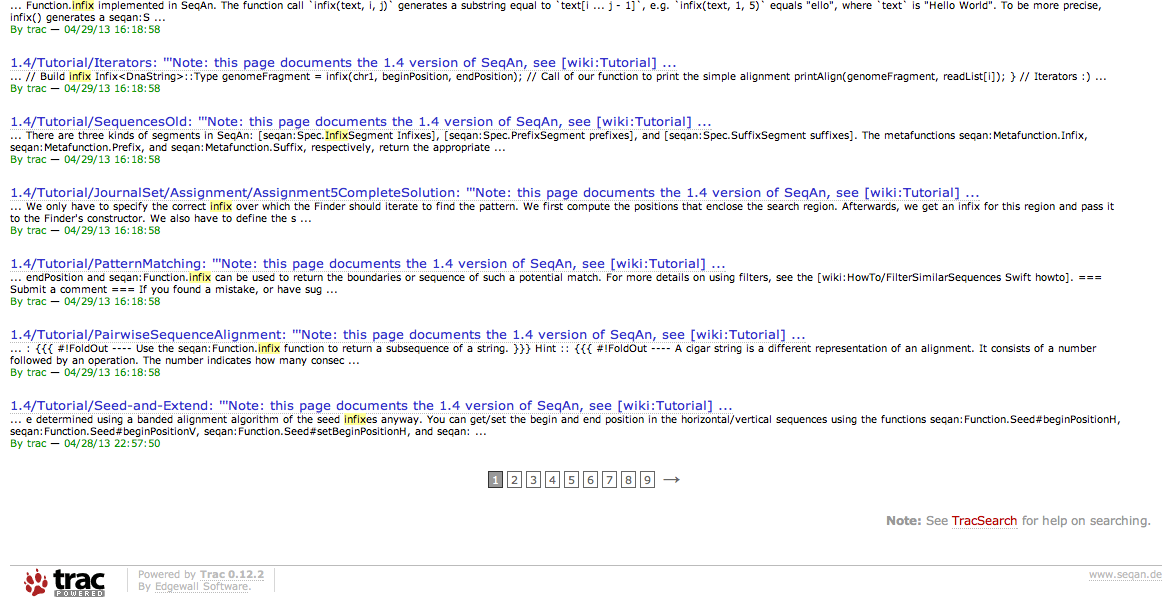 ... Function.infix implemented in SeqAn. The function call `infix(text, i, j)` generates a substring equal to `text[i ... j - 1]`, e.g. `infix(text, 1, 5)` equals "ello", where `text` is "Hello World". To be more precise,
infix() generates a seqan:S ...
By trac — 04/29/13 16:18:58
1.4/Tutorial/Iterators: '''Note: this page documents the 1.4 version of SeqAn, see [wiki:Tutorial] ...
... // Build infix Infix<DnaString>::Type genomeFragment = infix(chr1, beginPosition, endPosition); // Call of our function to print the simple alignment printAlign(genomeFragment, readList[i]); } // Iterators :) ...
By trac — 04/29/13 16:18:58
1.4/Tutorial/SequencesOld: '''Note: this page documents the 1.4 version of SeqAn, see [wiki:Tutorial] ...
... There are three kinds of segments in SeqAn: [seqan:Spec.InfixSegment Infixes], [seqan:Spec.PrefixSegment prefixes], and [seqan:Spec.SuffixSegment suffixes]. The metafunctions seqan:Metafunction.Infix,
seqan:Metafunction.Prefix, and seqan:Metafunction.Suffix, respectively, return the appropriate ...
By trac — 04/29/13 16:18:58
1.4/Tutorial/JournalSet/Assignment/Assignment5CompleteSolution: '''Note: this page documents the 1.4 version of SeqAn, see [wiki:Tutorial] ...
... We only have to specify the correct infix over which the Finder should iterate to find the pattern. We first compute the positions that enclose the search region. Afterwards, we get an infix for this region and pass it
to the Finder's constructor. We also have to define the s ...
By trac — 04/29/13 16:18:58
1.4/Tutorial/PatternMatching: '''Note: this page documents the 1.4 version of SeqAn, see [wiki:Tutorial] ...
... endPosition and seqan:Function.infix can be used to return the boundaries or sequence of such a potential match. For more details on using filters, see the [wiki:HowTo/FilterSimilarSequences Swift howto]. ===
Submit a comment === If you found a mistake, or have sug ...
By trac — 04/29/13 16:18:58
1.4/Tutorial/PairwiseSequenceAlignment: '''Note: this page documents the 1.4 version of SeqAn, see [wiki:Tutorial] ...
... : {{{ #!FoldOut ---- Use the seqan:Function.infix function to return a subsequence of a string. }}} Hint :: {{{ #!FoldOut ---- A cigar string is a different representation of an alignment. It consists of a number
followed by an operation. The number indicates how many consec ...
By trac — 04/29/13 16:18:58
1.4/Tutorial/Seed-and-Extend: '''Note: this page documents the 1.4 version of SeqAn, see [wiki:Tutorial] ...
... e determined using a banded alignment algorithm of the seed infixes anyway. You can get/set the begin and end position in the horizontal/vertical sequences using the functions seqan:Function.Seed#beginPositionH,
seqan:Function.Seed#beginPositionV, seqan:Function.Seed#setBeginPositionH, and seqan: ...
By trac — 04/28/13 22:57:50
1 2 3 4 5 6 7 8 9 →
Note: See TracSearch for help on searching.
trac
POWERED
Powered by Trac 0.12.2
By Edgewall Software.
www.seqan.de